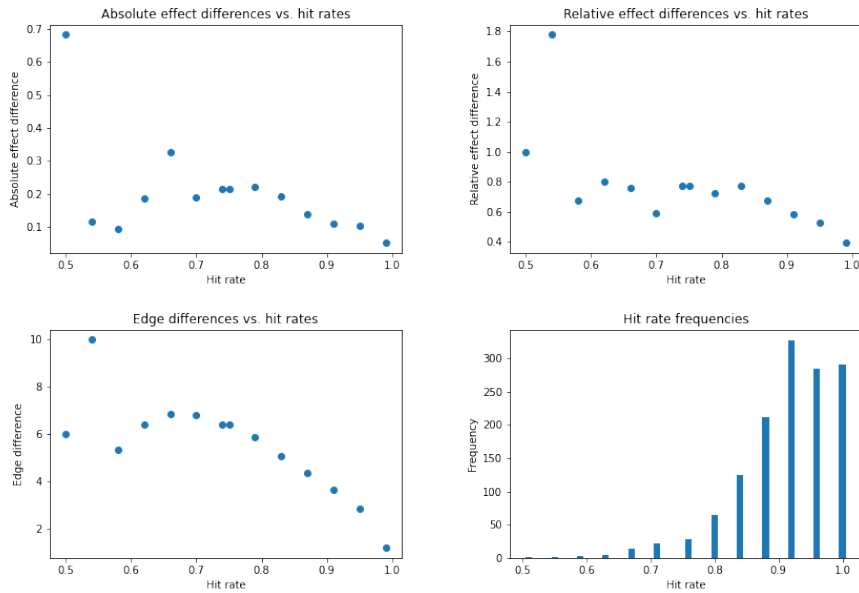 Absolute effect differences vs. hit rates
0.7
0.6
0.5
0.4
0.3
0.2
0.1
Absolute effect difference
0.5 0.6 0.7 0.8 0.9 1.0
Hit rate
Relative effect differences vs. hit rates
1.8
1.6
1.4
1.2
1.0
0.8
0.6
0.4
Relative effect difference
0.5 0.6 0.7 0.8 0.9 1.0
Hit rate
Edge differences vs. hit rates
10
8
6
4
2
Edge difference
0.5 0.6 0.7 0.8 0.9 1.0
Hit rate
Hit rate frequencies
300
250
200
150
100
50
0
Frequency
0.5 0.6 0.7 0.8 0.9 1.0
Hit rate